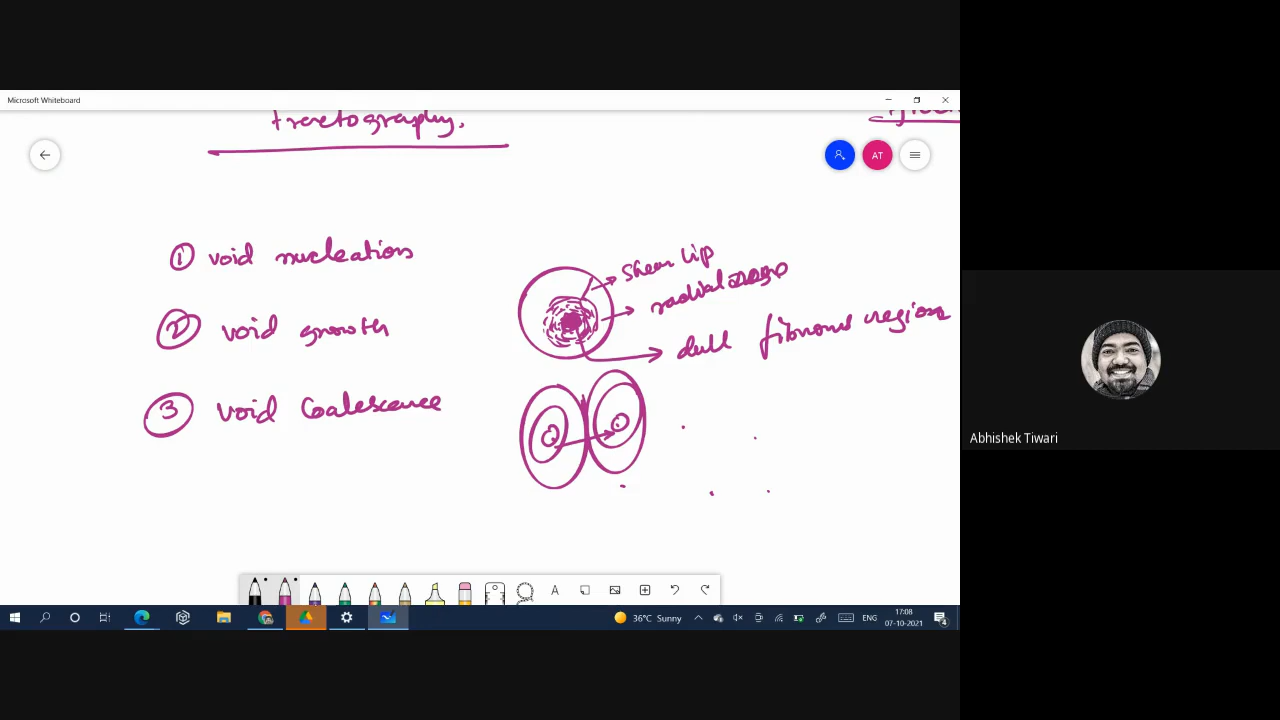 Microsoft Whiteboard
fractography.
AT
① void nucleation
shear lip
radial zone
② void growth
dull fibrous region
③ void coalescence
Abhishek Tiwari
A
36°C Sunny
ENG
17:08
07-10-2021
4